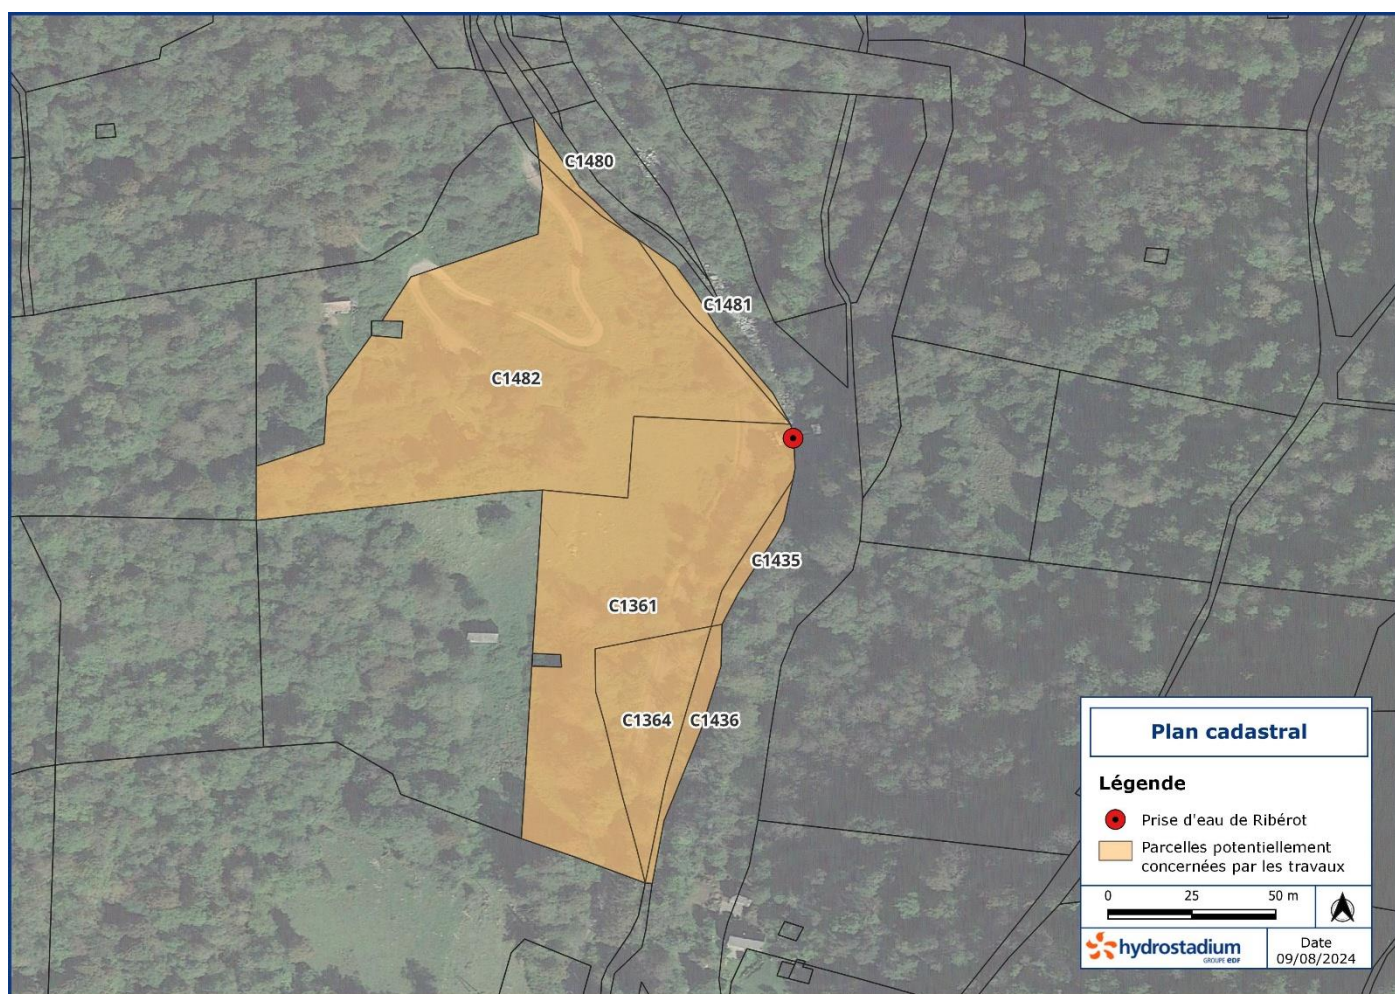 C1480
C1481
C1482
C1435
C1361
C1364
C1436
Plan cadastral
Légende
Prise d'eau de Ribérot
Parcelles potentiellement
concernées par les travaux
0 25 50 m
hydrostadium
GROUPE EDF
Date
09/08/2024